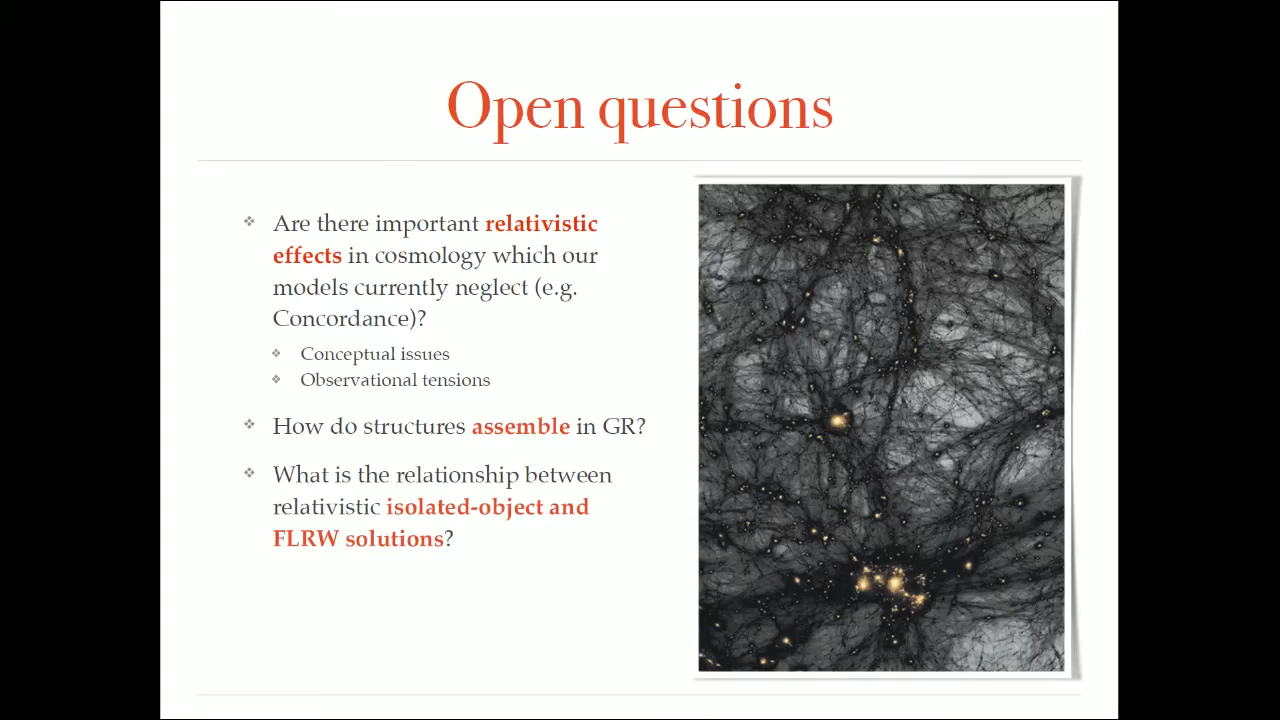 Open questions
Are there important relativistic
effects in cosmology which our
models currently neglect (e.g.
Concordance)?
Conceptual issues
Observational tensions
How do structures assemble in GR?
What is the relationship between
relativistic isolated-object and
FLRW solutions?